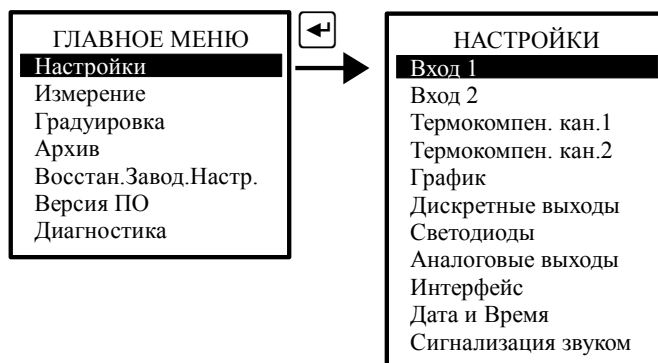 ГЛАВНОЕ МЕНЮ
Настройки
Измерение
Градуировка
Архив
Восстан.Завод.Настр.
Версия ПО
Диагностика
НАСТРОЙКИ
Вход 1
Вход 2
Термокомпен. кан.1
Термокомпен. кан.2
График
Дискретные выходы
Светодиоды
Аналоговые выходы
Интерфейс
Дата и Время
Сигнализация звуком